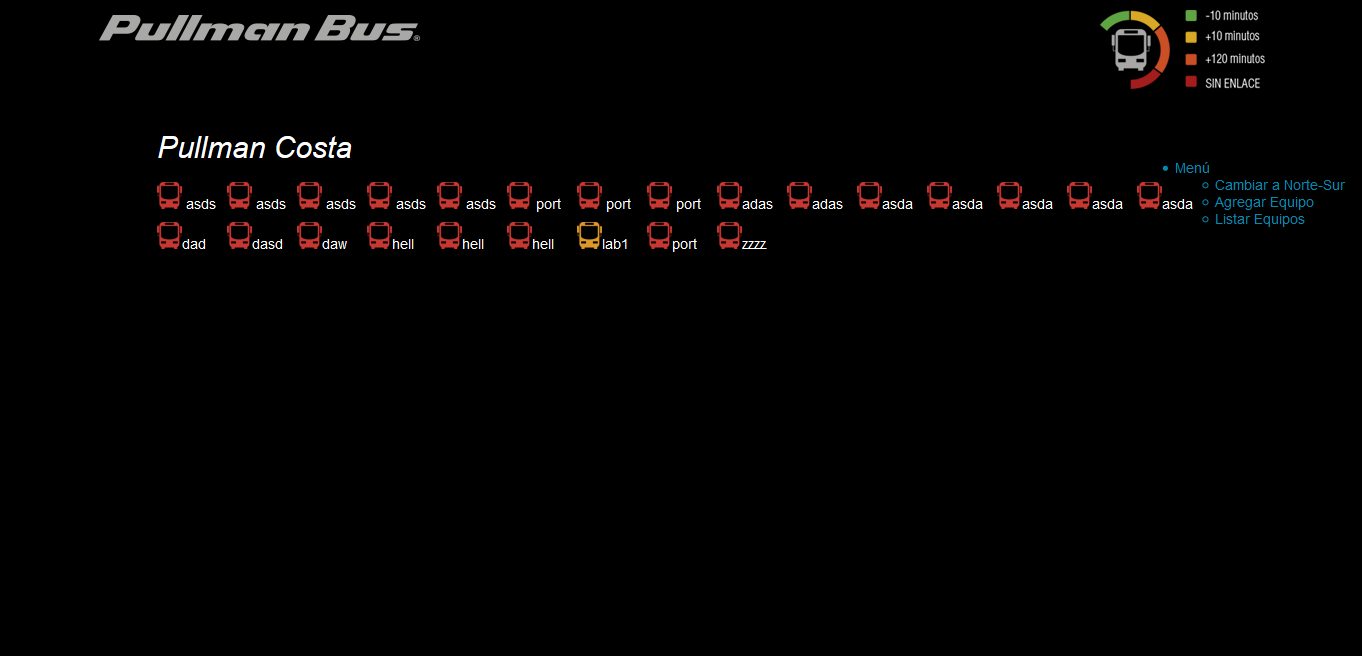 Pullman Bus®
-10 minutos
+10 minutos
+120 minutos
SIN ENLACE
Pullman Costa
asds asds asds asds asds port port port adas adas asda asda asda asda asda
dad dasd daw hell hell hell lab1 port zzzz
Menú
Cambiar a Norte-Sur
Agregar Equipo
Listar Equipos